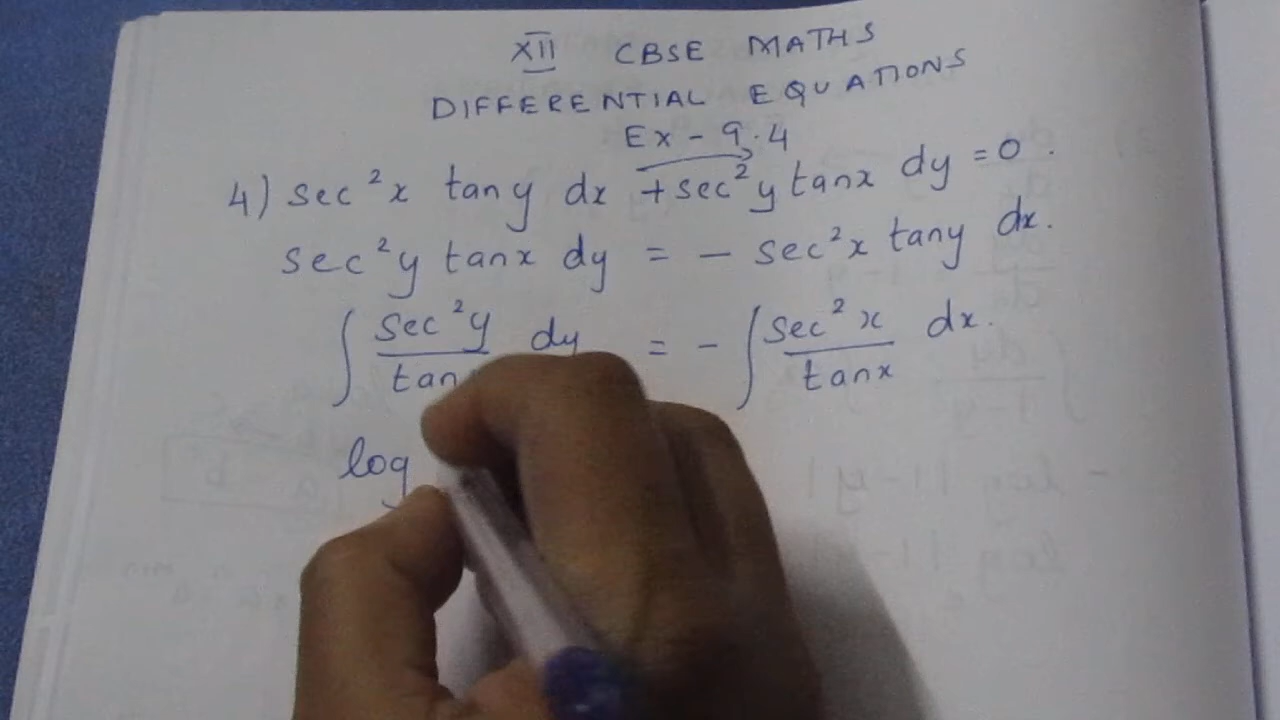 XII CBSE MATHS
DIFFERENTIAL EQUATIONS
Ex - 9.4
4) sec²x tany dx + sec²y tanx dy = 0.
sec²y tanx dy = - sec²x tany dx.
∫ sec²y / tan dy = - ∫ sec²x / tanx dx.
log